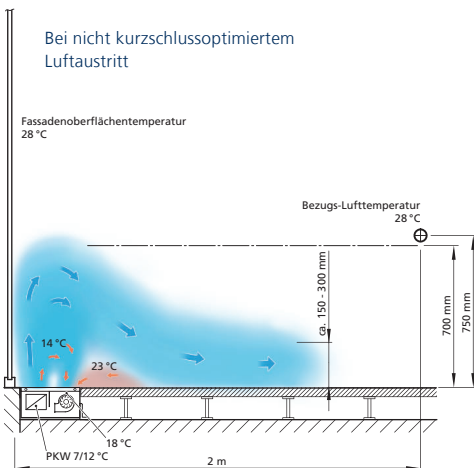 Bei nicht kurzschlussoptimiertem
Luftaustritt
Fassadenoberflächentemperatur
28 °C
Bezugs-Lufttemperatur
28 °C
ca. 150 - 300 mm
700 mm
750 mm
14 °C
23 °C
18 °C
PKW 7/12 °C
2 m